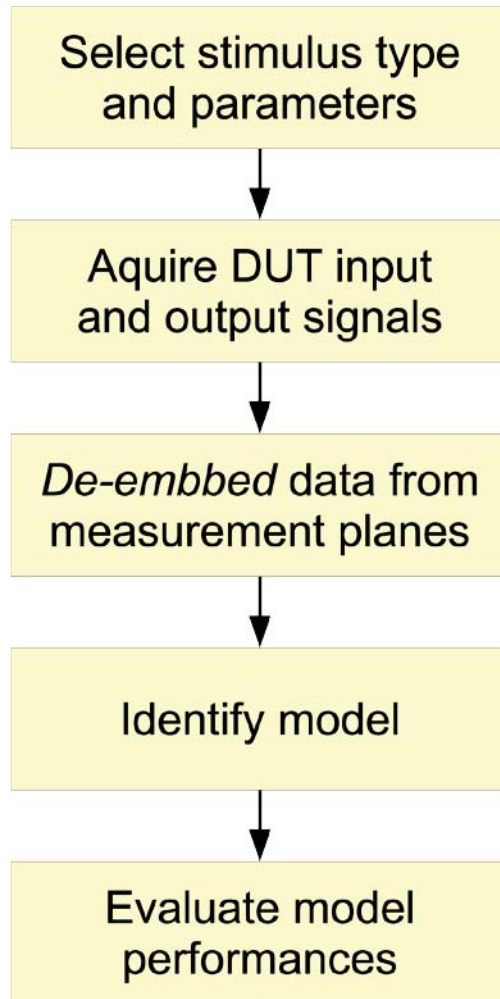 Select stimulus type
and parameters
Aquire DUT input
and output signals
De-embbed data from
measurement planes
Identify model
Evaluate model
performances